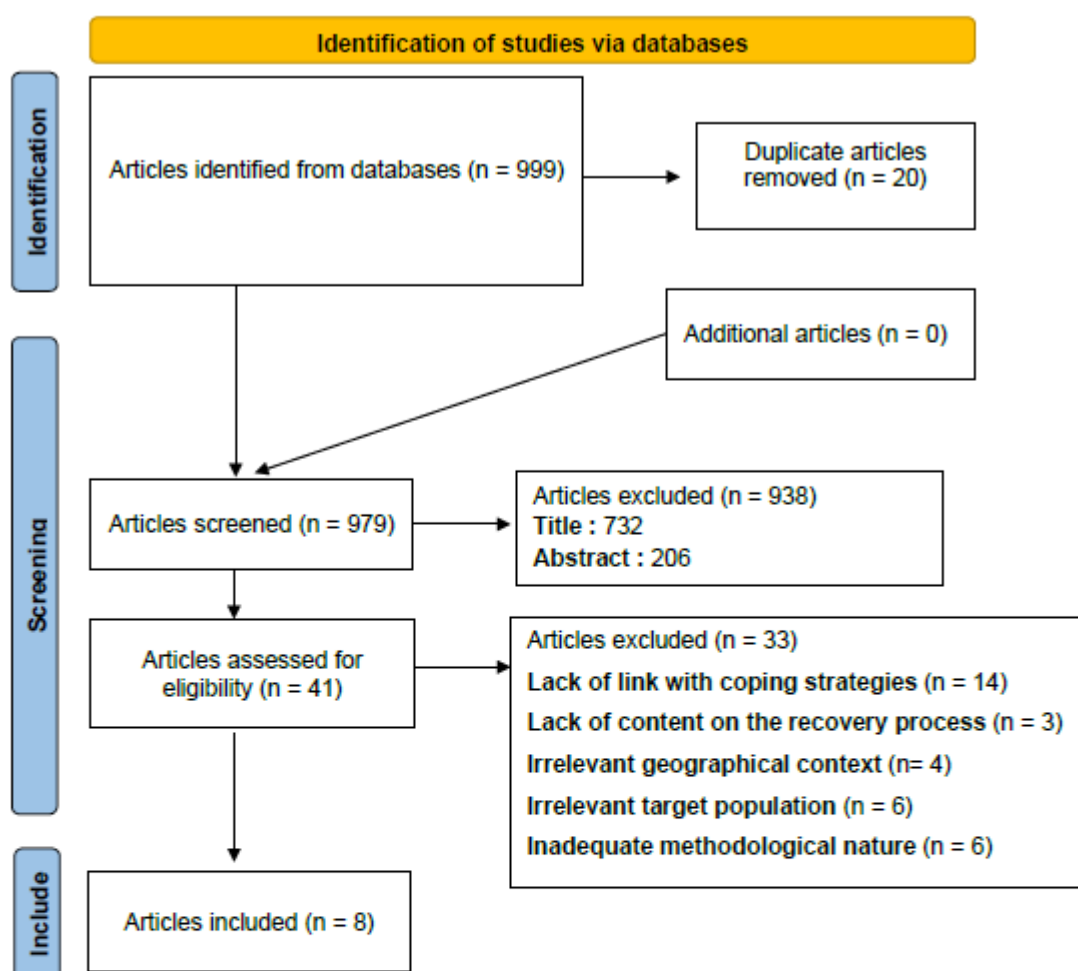 Identification of studies via databases
Identification
Articles identified from databases (n = 999)
Duplicate articles
removed (n = 20)
Additional articles (n = 0)
Screening
Articles screened (n = 979)
Articles excluded (n = 938)
Title : 732
Abstract : 206
Articles assessed for
eligibility (n = 41)
Articles excluded (n = 33)
Lack of link with coping strategies (n = 14)
Lack of content on the recovery process (n = 3)
Irrelevant geographical context (n= 4)
Irrelevant target population (n = 6)
Inadequate methodological nature (n = 6)
Include
Articles included (n = 8)